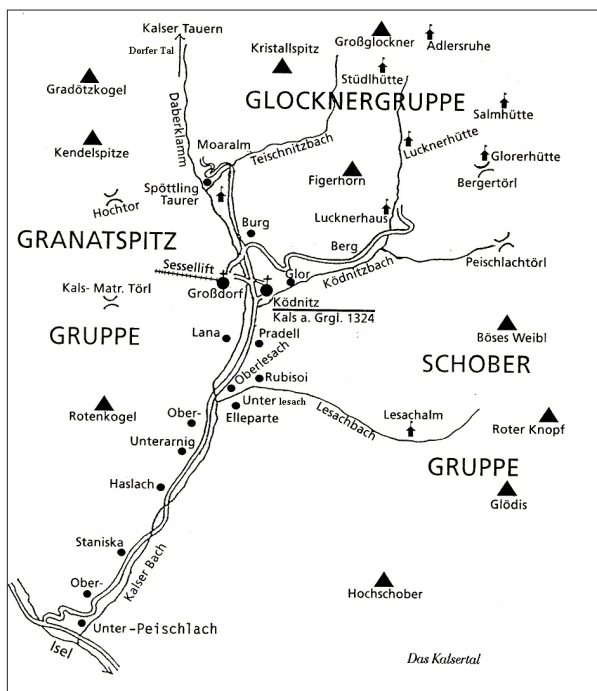 Kalser Tauern
Dorfer Tal
Kristallspitz
Großglockner
Adlersruhe
Gradötzkogel
Stüdlhütte
GLOCKNERGRUPPE
Daberklamm
Salmhütte
Kendelspitze
Moaralm
Teischnitzbach
Lucknerhütte
Glorerhütte
Bergertörl
Spöttling
Taurer
Figerhorn
Hochtor
Lucknerhaus
Burg
GRANATSPITZ
Berg
Sessellift
Glor
Ködnitzbach
Peischlachtörl
Kals- Matr. Törl
Großdorf
Ködnitz
Kals a. Grgl. 1324
GRUPPE
Lana
Pradell
Böses Weibl
Oberlesach
SCHOBER
Rubisoi
Rotenkogel
Ober-
Unter lesach
Elleparte
Lesachbach
Lesachalm
Roter Knopf
Unterarnig
GRUPPE
Haslach
Glödis
Staniska
Kalser Bach
Ober-
Hochschober
Unter-Peischlach
Isel
Das Kalsertal